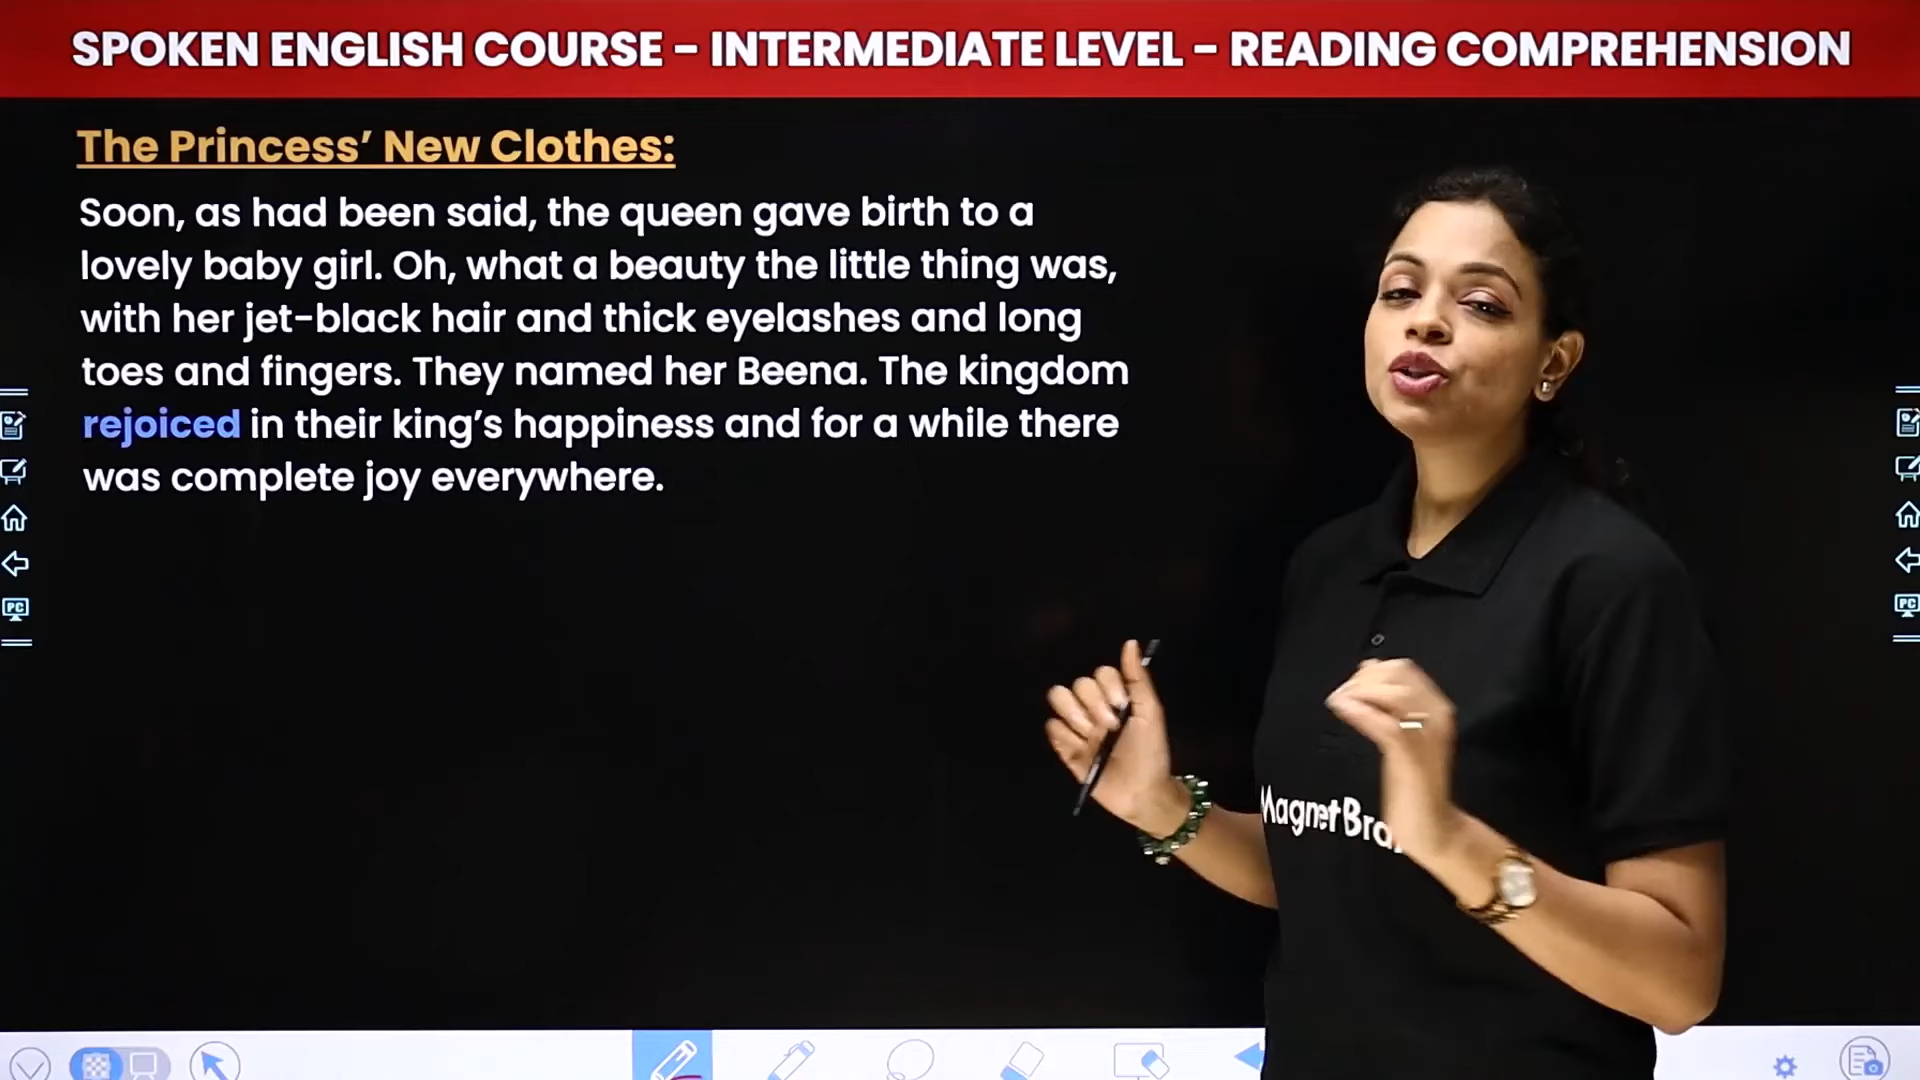 SPOKEN ENGLISH COURSE – INTERMEDIATE LEVEL – READING COMPREHENSION
The Princess’ New Clothes:
Soon, as had been said, the queen gave birth to a
lovely baby girl. Oh, what a beauty the little thing was,
with her jet-black hair and thick eyelashes and long
toes and fingers. They named her Beena. The kingdom
rejoiced in their king’s happiness and for a while there
was complete joy everywhere.
PC
PC
MagnetBra